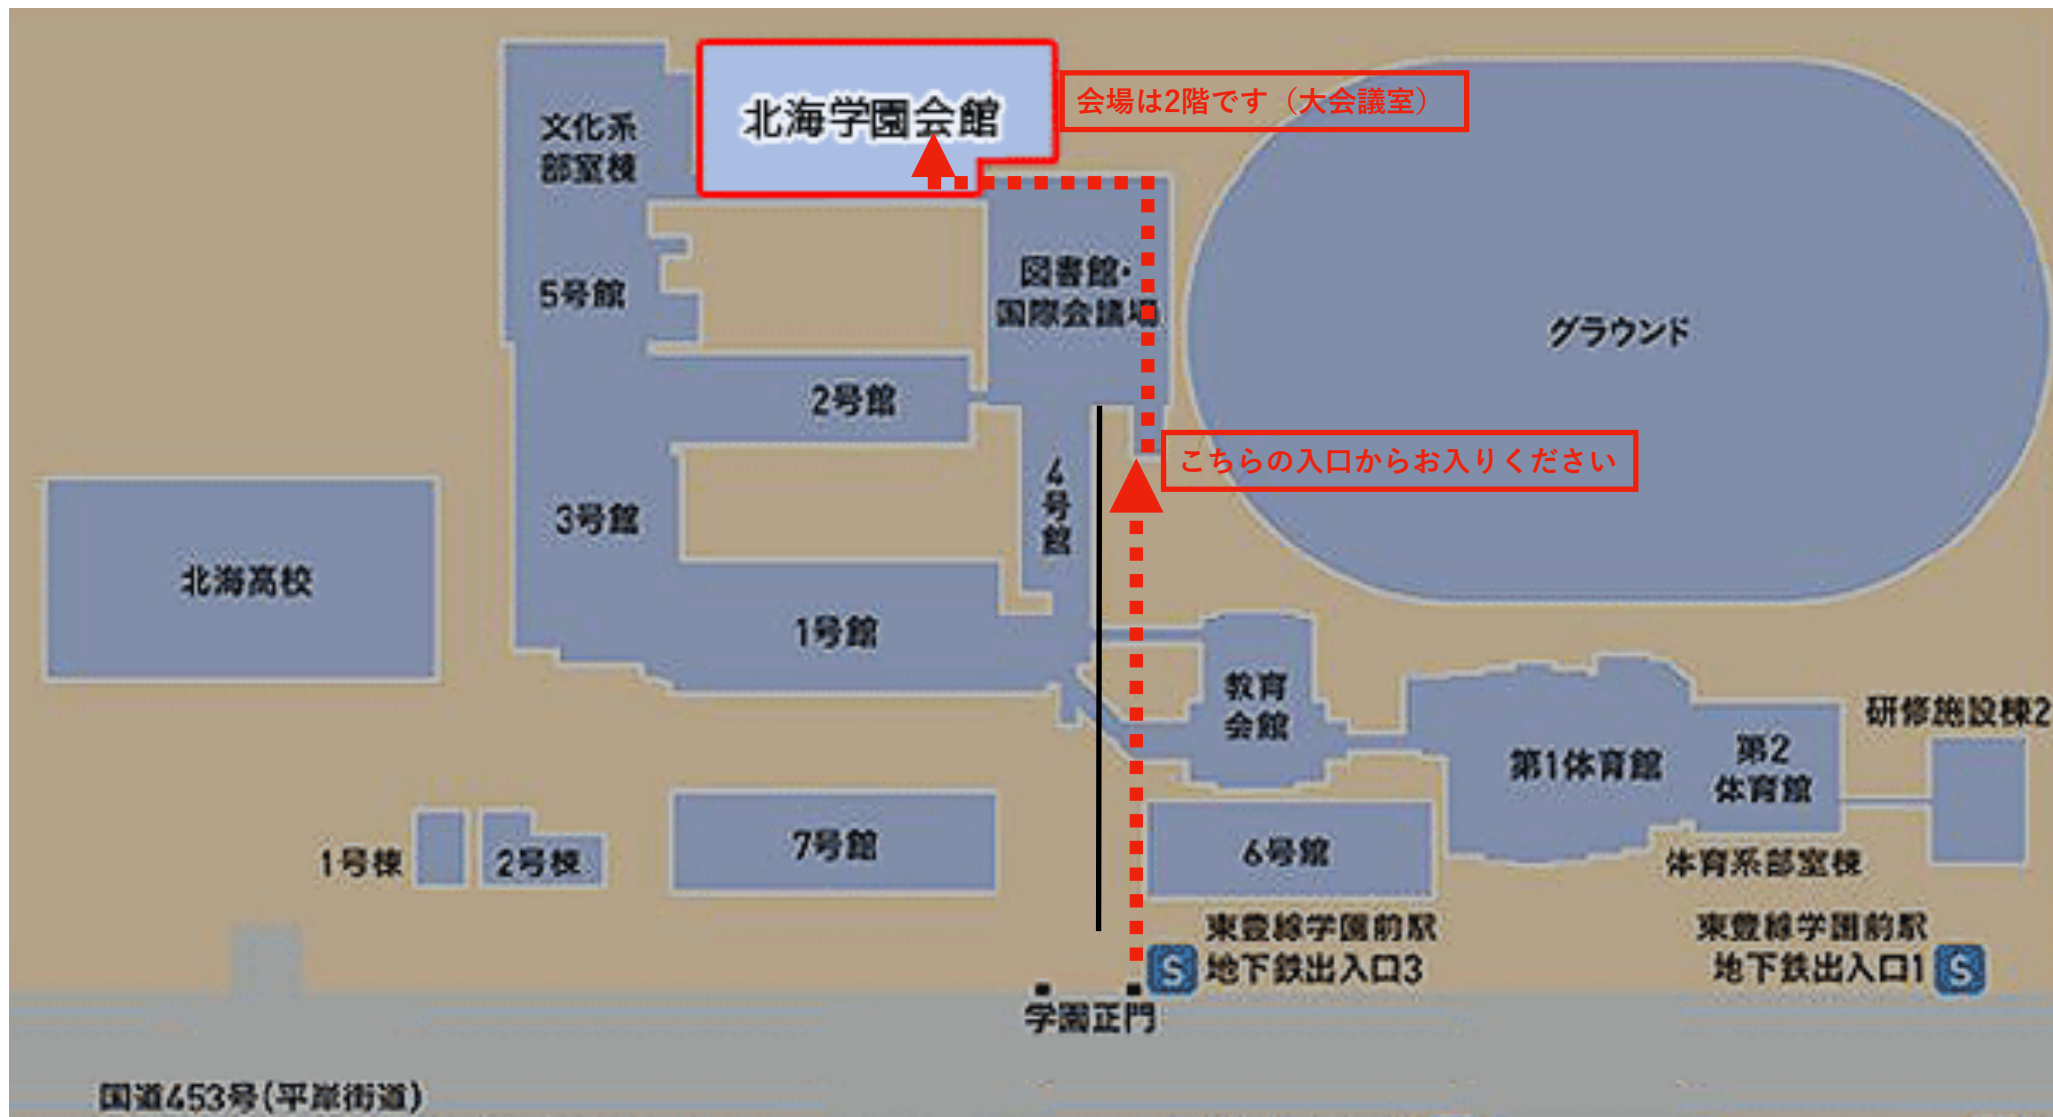 北海学園会館
会場は2階です（大会議室）
文化系
部室棟
5号館
図書館・
国際会議場
グラウンド
2号館
こちらの入口からお入りください
4号館
3号館
北海高校
1号館
教育
会館
研修施設棟2
第1体育館
第2
体育館
7号館
6号館
1号棟
2号棟
体育系部室棟
東豊線学園前駅
地下鉄出入口3
S
東豊線学園前駅
地下鉄出入口1
S
学園正門
国道453号(平岸街道)